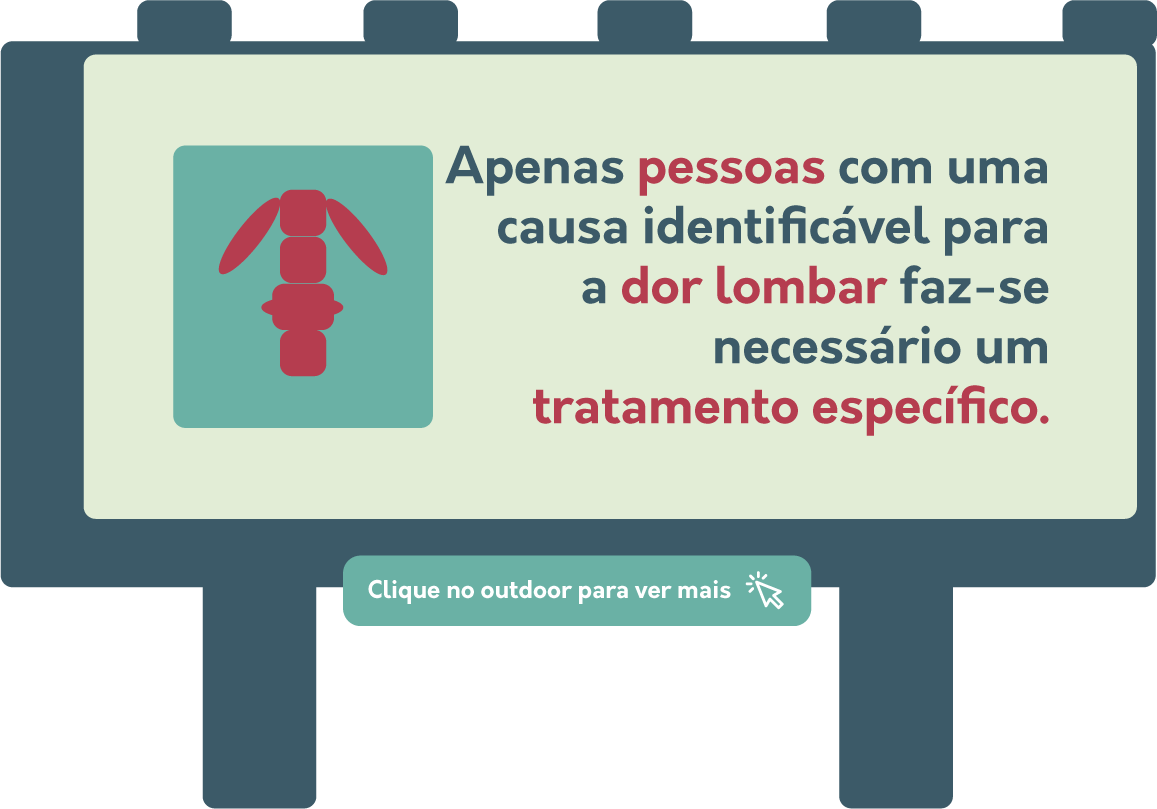 Apenas pessoas com uma
causa identificável para
a dor lombar faz-se
necessário um
tratamento específico.
Clique no outdoor para ver mais